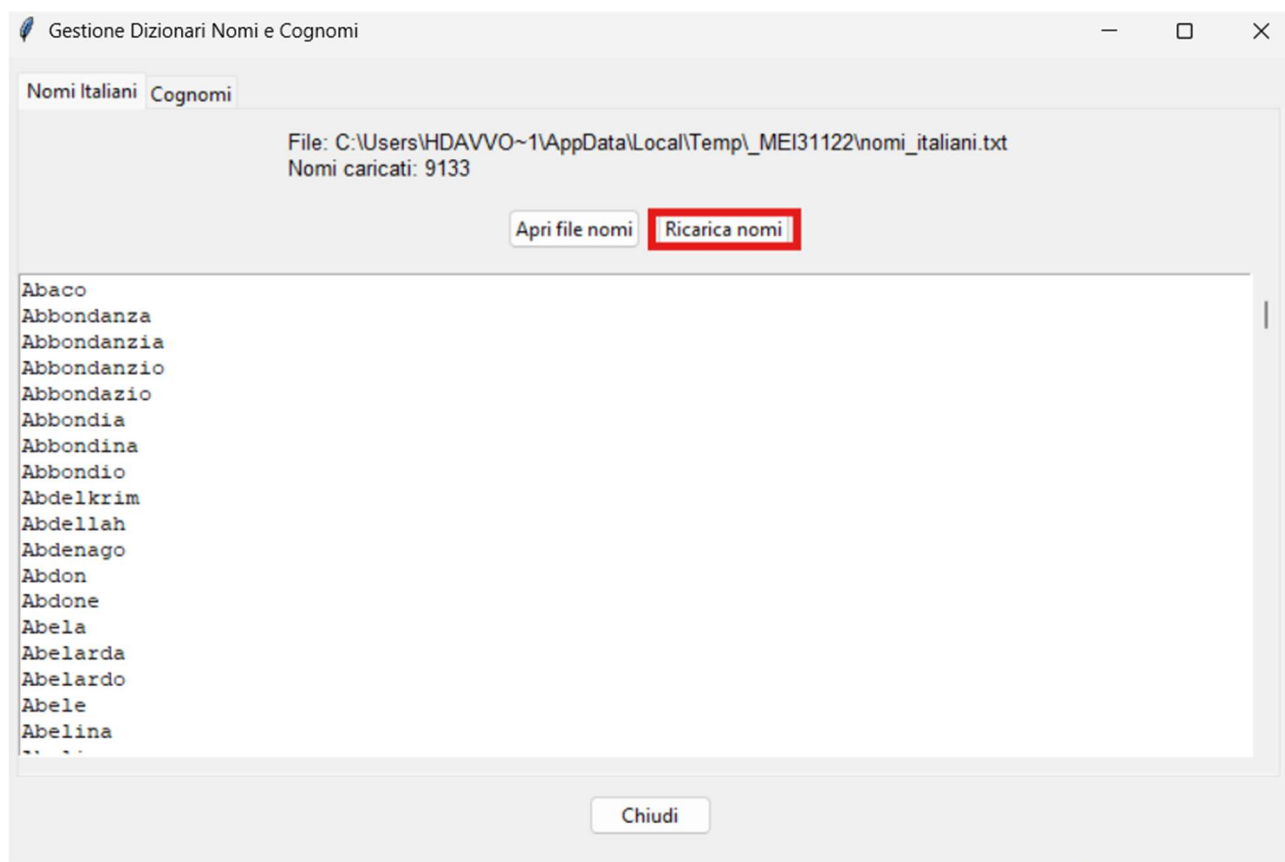 Gestione Dizionari Nomi e Cognomi
Nomi Italiani Cognomi
File: C:\Users\HDAVVO~1\AppData\Local\Temp\_MEI31122\nomi_italiani.txt
Nomi caricati: 9133
Apri file nomi Ricarica nomi
Abaco
Abbondanza
Abbondanzia
Abbondanzio
Abbondazio
Abbondia
Abbondina
Abbondio
Abdelkrim
Abdellah
Abdenago
Abdon
Abdone
Abela
Abelarda
Abelardo
Abele
Abelina
Chiudi